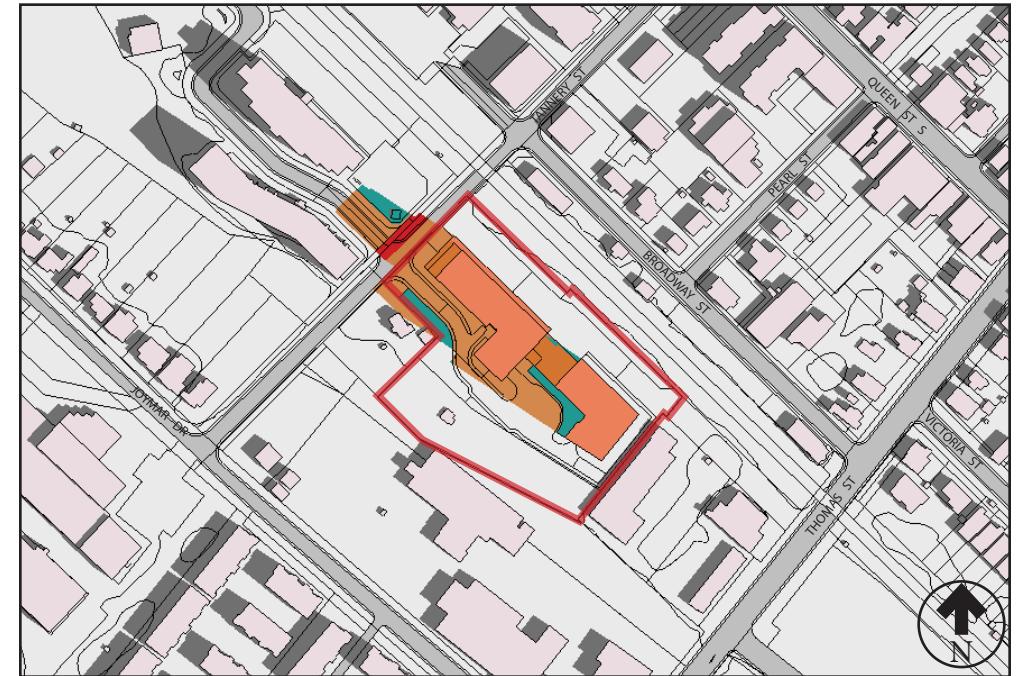 QUEEN ST S
TANNERY ST
PEARL ST
BROADWAY ST
JOYMAR DR
VICTORIA ST
THOMAS ST
N